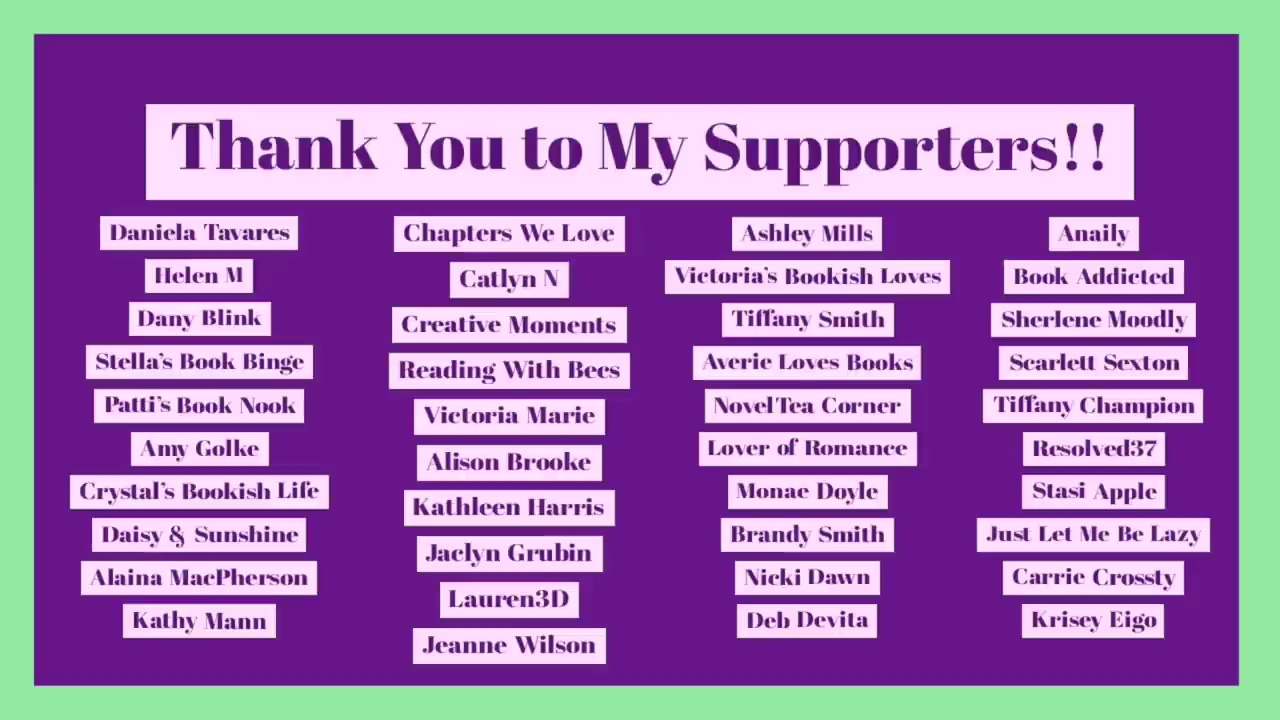 Thank You to My Supporters!!
Daniela Tavares
Helen M
Dany Blink
Stella's Book Binge
Patti's Book Nook
Amy Golke
Crystal's Bookish Life
Daisy & Sunshine
Alaina MacPherson
Kathy Mann
Chapters We Love
Catlyn N
Creative Moments
Reading With Becs
Victoria Marie
Alison Brooke
Kathleen Harris
Jaclyn Grubin
Lauren3D
Jeanne Wilson
Ashley Mills
Victoria's Bookish Loves
Tiffany Smith
Averie Loves Books
NovelTea Corner
Lover of Romance
Monae Doyle
Brandy Smith
Nicki Dawn
Deb Devita
Anaily
Book Addicted
Sherlene Moodly
Scarlett Sexton
Tiffany Champion
Resolved37
Stasi Apple
Just Let Me Be Lazy
Carrie Crossty
Krisey Eigo